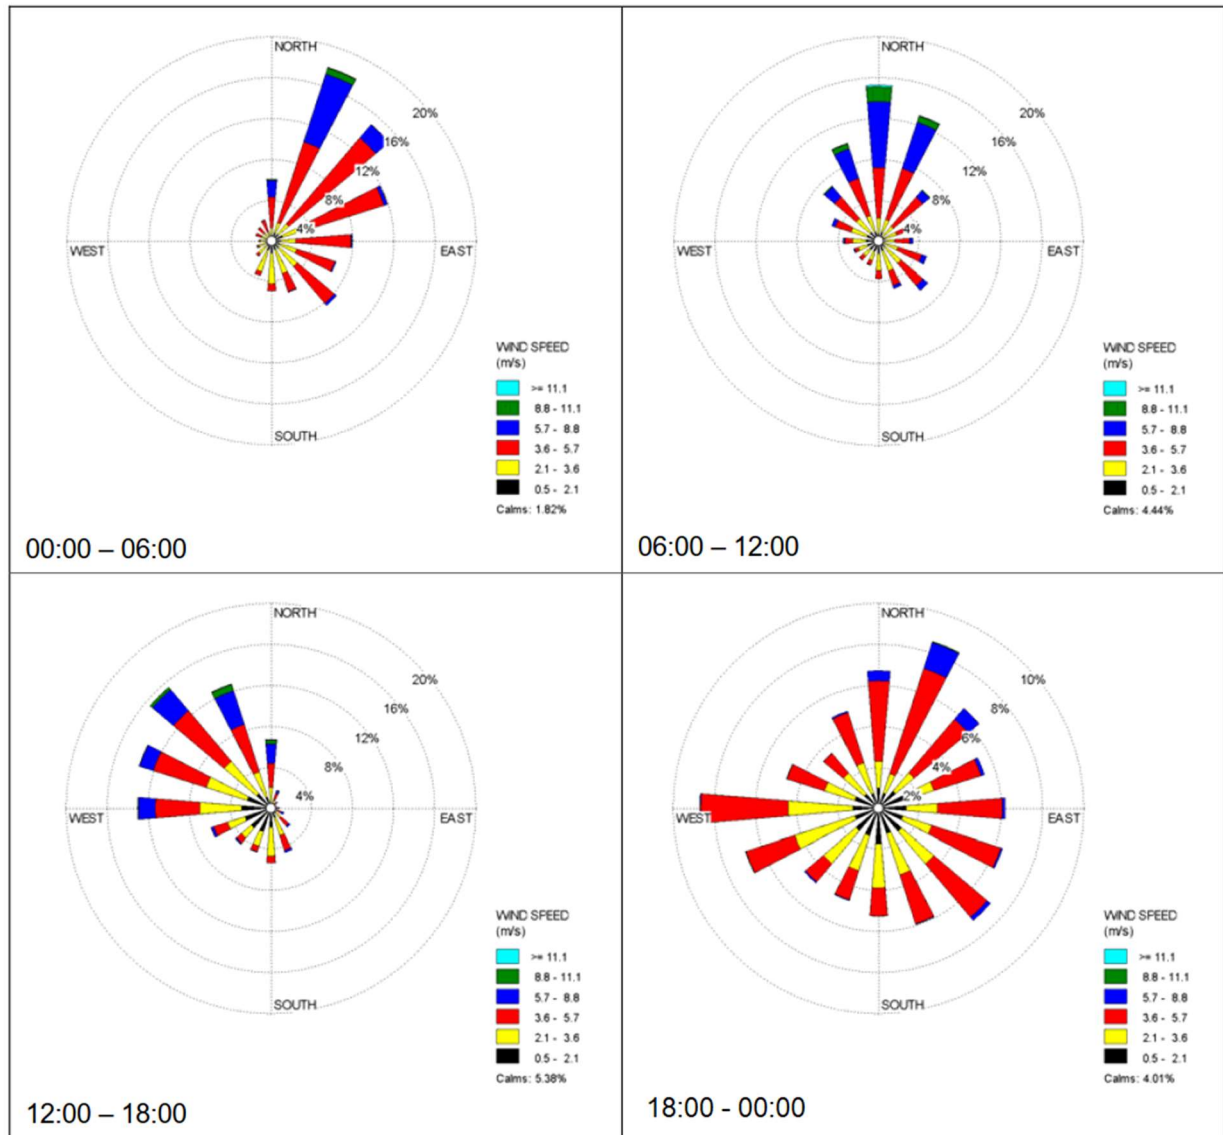 NORTH
20%
16%
12%
8%
4%
WEST
EAST
SOUTH
WIND SPEED
(m/s)
>= 11.1
8.8 - 11.1
5.7 - 8.8
3.6 - 5.7
2.1 - 3.6
0.5 - 2.1
Calms: 1.82%
00:00 – 06:00
NORTH
20%
16%
12%
8%
4%
WEST
EAST
SOUTH
WIND SPEED
(m/s)
>= 11.1
8.8 - 11.1
5.7 - 8.8
3.6 - 5.7
2.1 - 3.6
0.5 - 2.1
Calms: 4.44%
06:00 – 12:00
NORTH
20%
16%
12%
8%
4%
WEST
EAST
SOUTH
WIND SPEED
(m/s)
>= 11.1
8.8 - 11.1
5.7 - 8.8
3.6 - 5.7
2.1 - 3.6
0.5 - 2.1
Calms: 5.38%
12:00 – 18:00
NORTH
10%
8%
6%
4%
2%
WEST
EAST
SOUTH
WIND SPEED
(m/s)
>= 11.1
8.8 - 11.1
5.7 - 8.8
3.6 - 5.7
2.1 - 3.6
0.5 - 2.1
Calms: 4.01%
18:00 - 00:00